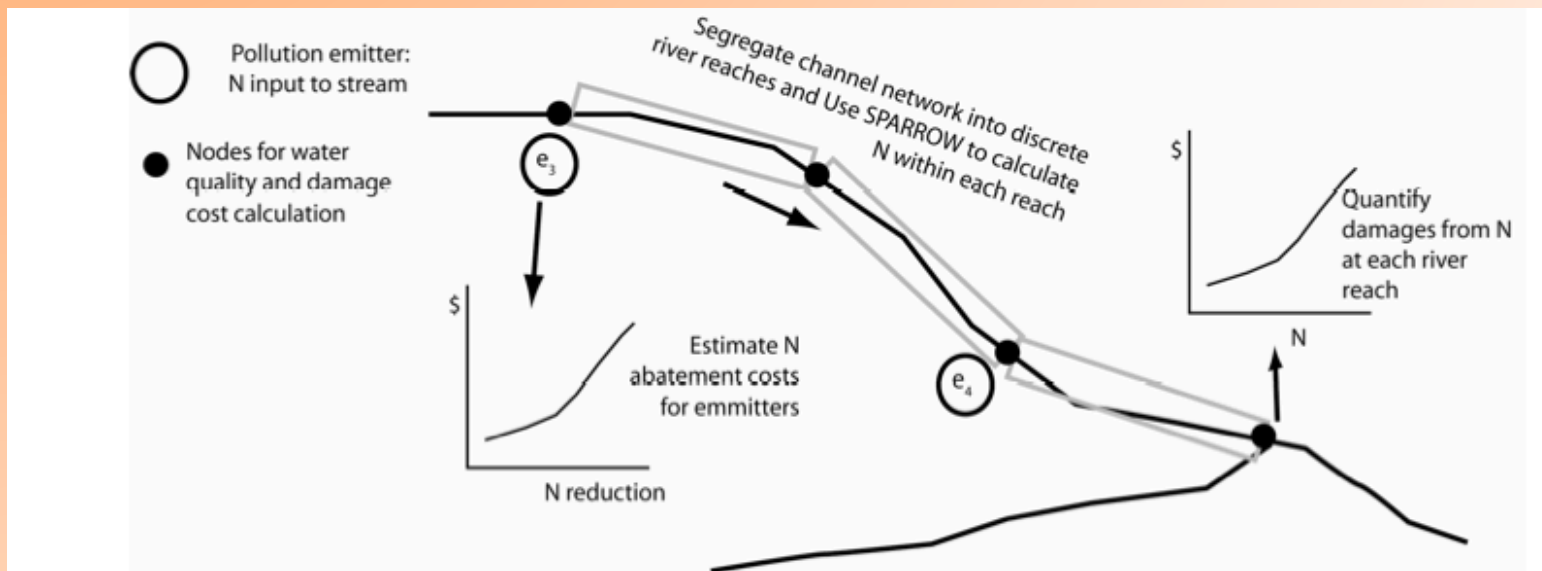 Pollution emitter:
N input to stream
Nodes for water
quality and damage
cost calculation
e3
Segregate channel network into discrete
river reaches and Use SPARROW to calculate
N within each reach
$
Quantify
damages from N
at each river
reach
N
$
Estimate N
abatement costs
for emmitters
N reduction
e4